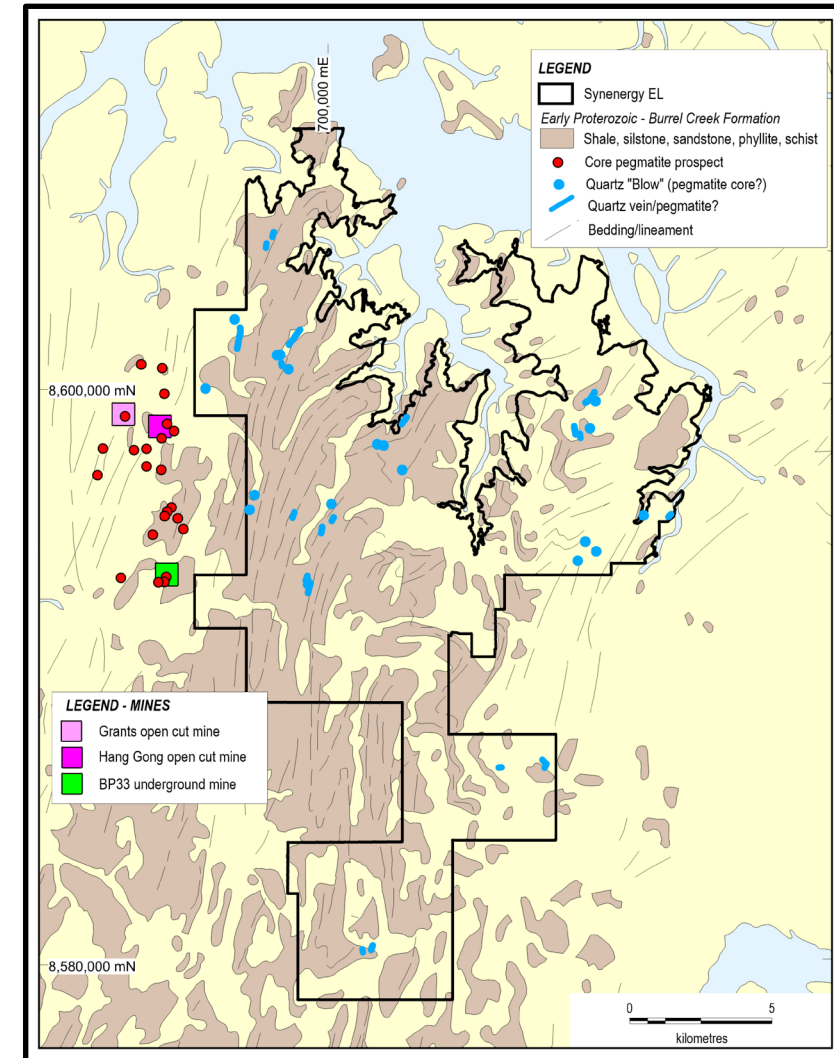 700,000 mE
LEGEND
Synenergy EL
Early Proterozoic - Burrel Creek Formation
Shale, silstone, sandstone, phyllite, schist
Core pegmatite prospect
Quartz "Blow" (pegmatite core?)
Quartz vein/pegmatite?
Bedding/lineament
8,600,000 mN
LEGEND - MINES
Grants open cut mine
Hang Gong open cut mine
BP33 underground mine
8,580,000 mN
0 5
kilometres